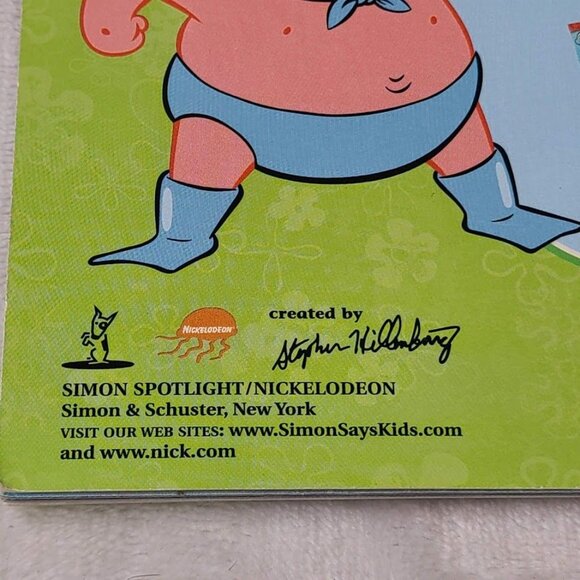 NICKELODEON
created by
Stephen Hillenburg
SIMON SPOTLIGHT/NICKELODEON
Simon & Schuster, New York
VISIT OUR WEB SITES: www.SimonSaysKids.com
and www.nick.com